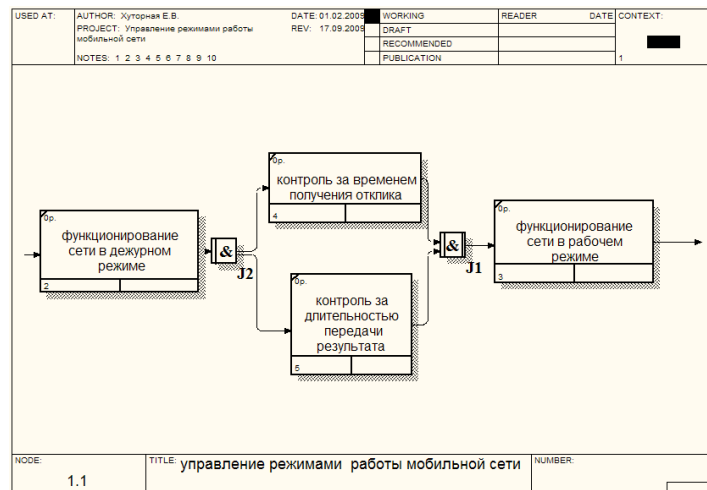 USED AT:
AUTHOR: Хуторная Е.В.
DATE: 01.02.2009
WORKING
READER
DATE
CONTEXT:
PROJECT: Управление режимами работы
мобильной сети
REV: 17.09.2009
DRAFT
RECOMMENDED
NOTES: 1 2 3 4 5 6 7 8 9 10
PUBLICATION
1
0р.
функционирование
сети в дежурном
режиме
2
&
J2
0р.
контроль за временем
получения отклика
4
0р.
контроль за
длительностью
передачи
результата
5
&
J1
0р.
функционирование
сети в рабочем
режиме
3
NODE:
1.1
TITLE: управление режимами работы мобильной сети
NUMBER: